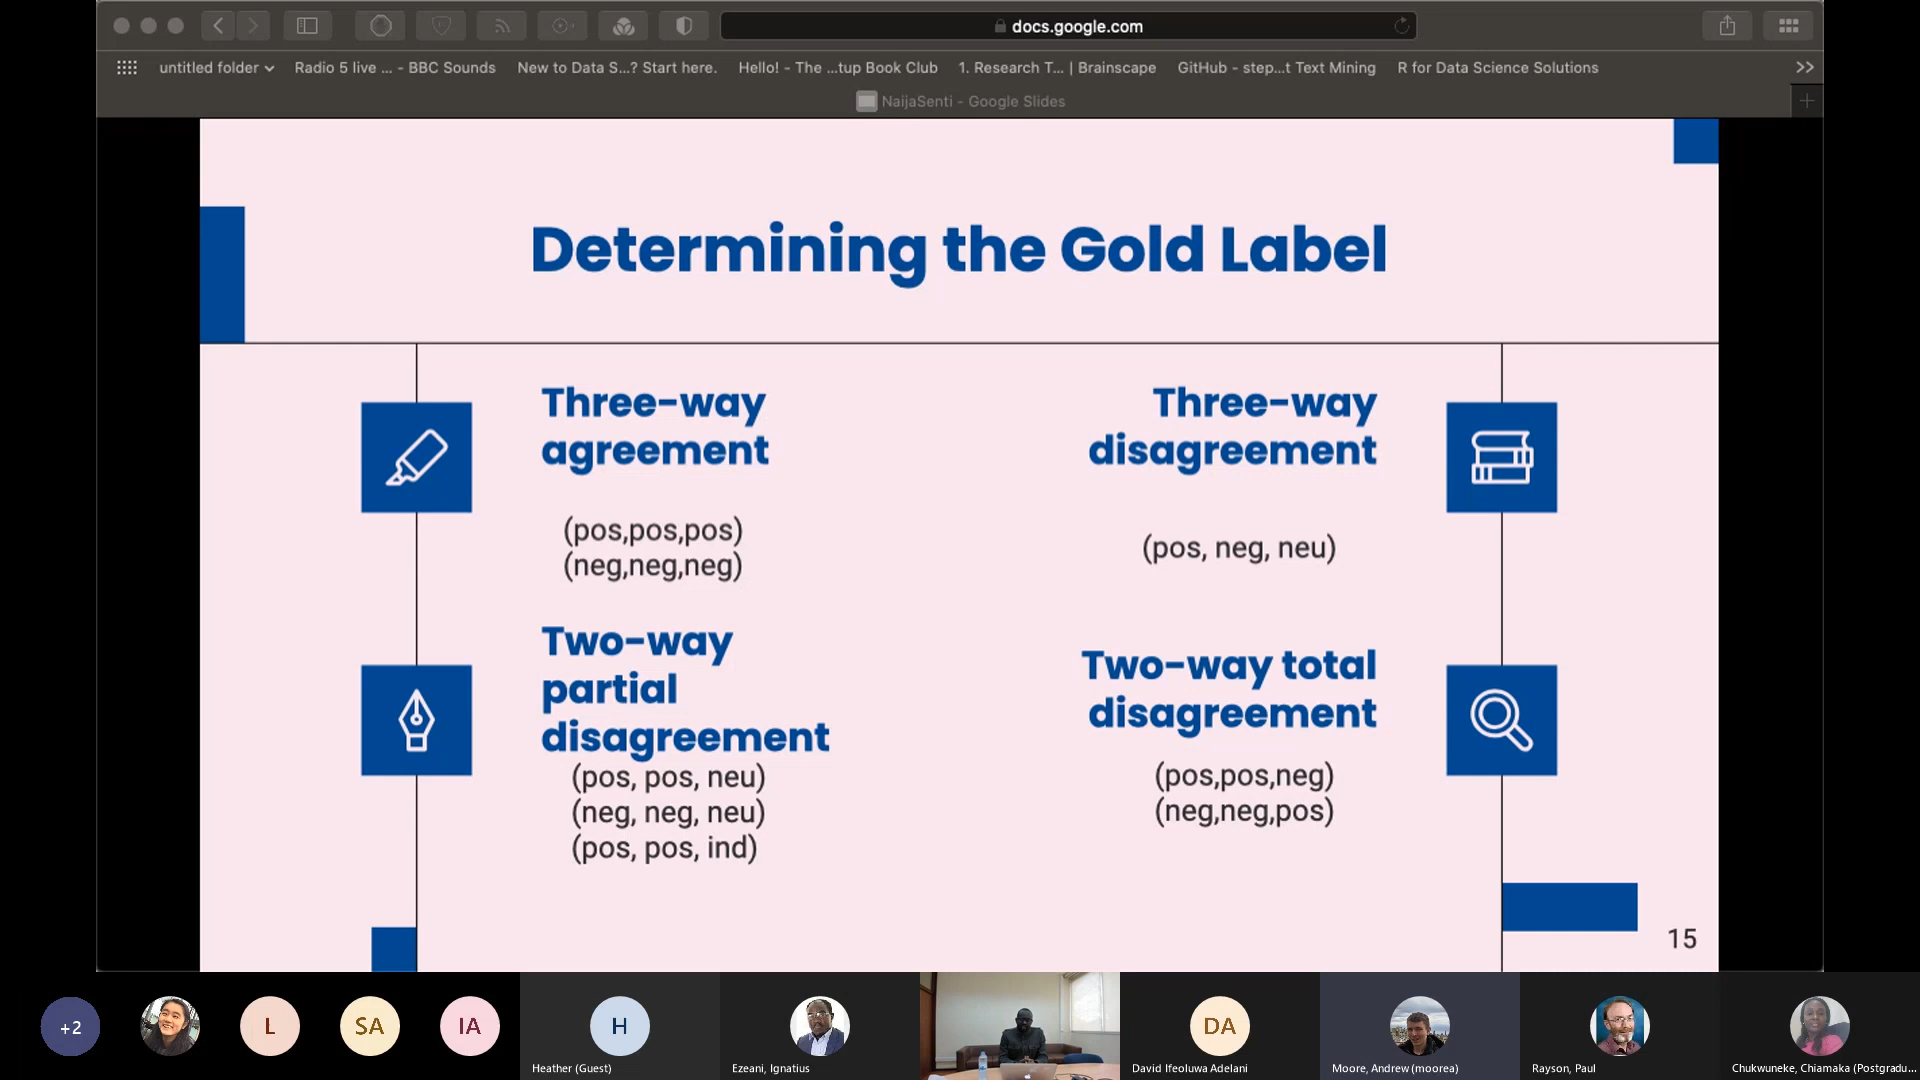 docs.google.com
untitled folder
Radio 5 live ... - BBC Sounds
New to Data S...? Start here.
Hello! - The ...tup Book Club
1. Research T... | Brainscape
GitHub - step...t Text Mining
R for Data Science Solutions
NaijaSenti - Google Slides
Determining the Gold Label
Three-way
agreement
(pos,pos,pos)
(neg,neg,neg)
Three-way
disagreement
(pos, neg, neu)
Two-way
partial
disagreement
(pos, pos, neu)
(neg, neg, neu)
(pos, pos, ind)
Two-way total
disagreement
(pos,pos,neg)
(neg,neg,pos)
15
+2
L
SA
IA
H
Heather (Guest)
Ezeani, Ignatius
DA
David Ifeoluwa Adelani
Moore, Andrew (moorea)
Rayson, Paul
Chukwuneke, Chiamaka (Postgradu...